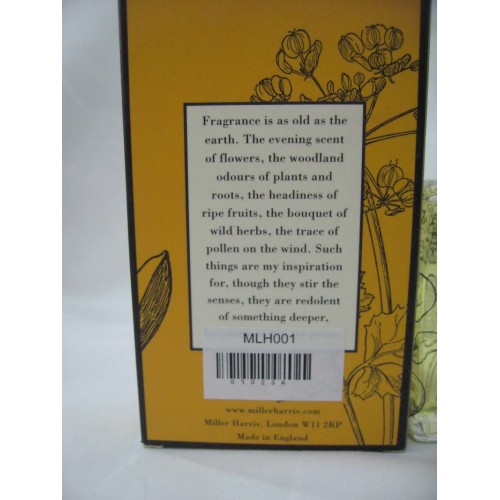 Fragrance is as old as the
earth. The evening scent
of flowers, the woodland
odours of plants and
roots, the headiness of
ripe fruits, the bouquet of
wild herbs, the trace of
pollen on the wind. Such
things are my inspiration
for, though they stir the
senses, they are redolent
of something deeper,
MLH001
05023A
www.millerharris.com
Miller Harris. London W11 2RP
Made in England